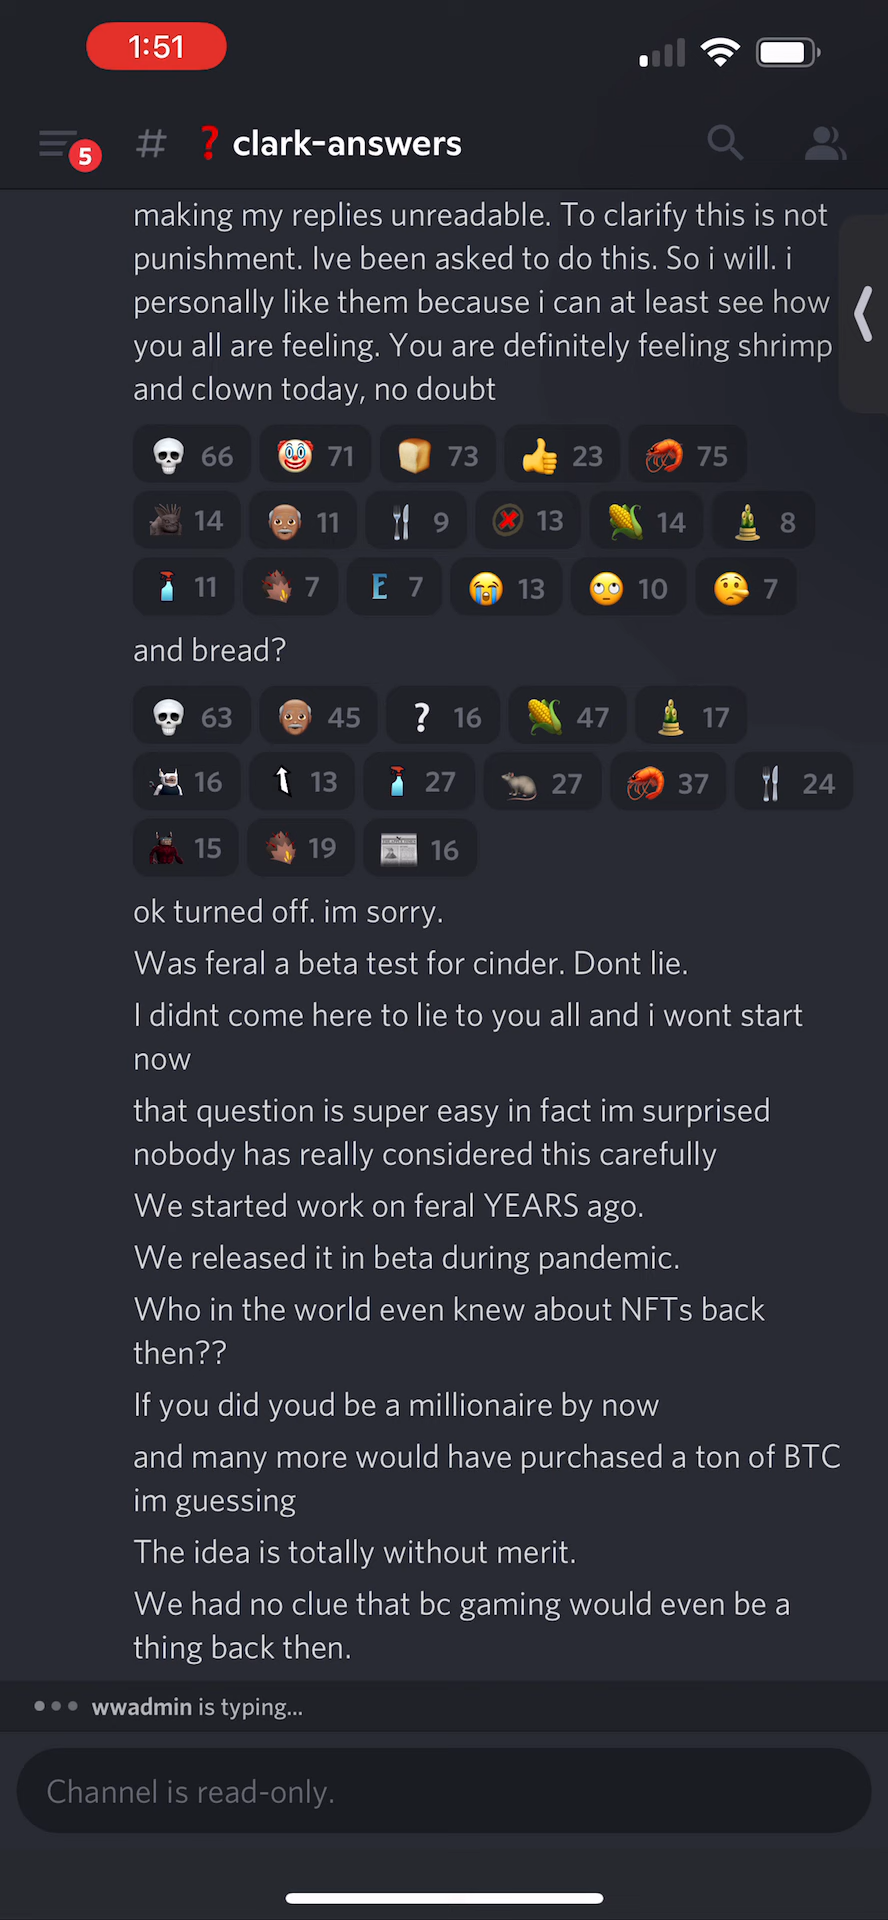 1:51
5
# ❓ clark-answers
making my replies unreadable. To clarify this is not
punishment. Ive been asked to do this. So i will. i
personally like them because i can at least see how
you all are feeling. You are definitely feeling shrimp
and clown today, no doubt
66 71 73 23 75
14 11 9 13 14 8
11 7 E 7 13 10 7
and bread?
63 45 ? 16 47 17
16 13 27 27 37 24
15 19 16
ok turned off. im sorry.
Was feral a beta test for cinder. Dont lie.
I didnt come here to lie to you all and i wont start
now
that question is super easy in fact im surprised
nobody has really considered this carefully
We started work on feral YEARS ago.
We released it in beta during pandemic.
Who in the world even knew about NFTs back
then??
If you did youd be a millionaire by now
and many more would have purchased a ton of BTC
im guessing
The idea is totally without merit.
We had no clue that bc gaming would even be a
thing back then.
wwadmin is typing...
Channel is read-only.